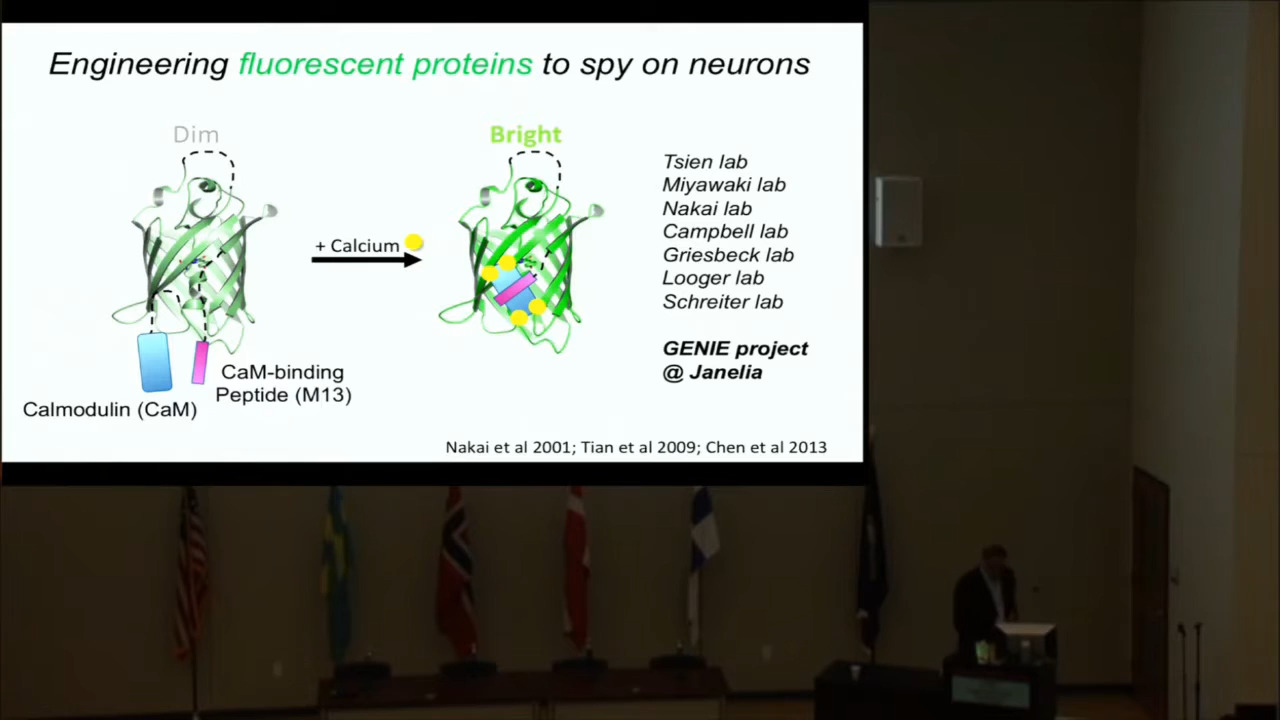 Engineering fluorescent proteins to spy on neurons
Dim
Bright
+ Calcium
Calmodulin (CaM)
CaM-binding
Peptide (M13)
Tsien lab
Miyawaki lab
Nakai lab
Campbell lab
Griesbeck lab
Looger lab
Schreiter lab
GENIE project
@ Janelia
Nakai et al 2001; Tian et al 2009; Chen et al 2013